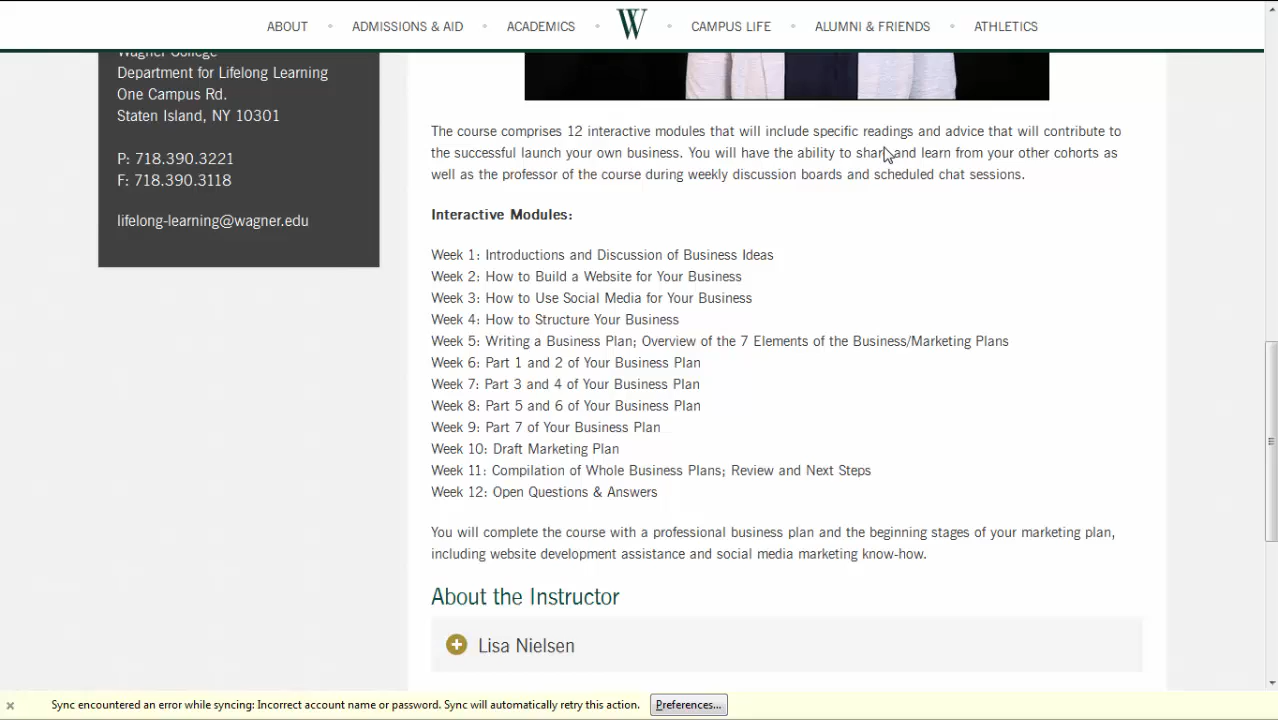 ABOUT ADMISSIONS & AID ACADEMICS W CAMPUS LIFE ALUMNI & FRIENDS ATHLETICS
Wagner College
Department for Lifelong Learning
One Campus Rd.
Staten Island, NY 10301
P: 718.390.3221
F: 718.390.3118
lifelong-learning@wagner.edu
The course comprises 12 interactive modules that will include specific readings and advice that will contribute to
the successful launch your own business. You will have the ability to share and learn from your other cohorts as
well as the professor of the course during weekly discussion boards and scheduled chat sessions.
Interactive Modules:
Week 1: Introductions and Discussion of Business Ideas
Week 2: How to Build a Website for Your Business
Week 3: How to Use Social Media for Your Business
Week 4: How to Structure Your Business
Week 5: Writing a Business Plan; Overview of the 7 Elements of the Business/Marketing Plans
Week 6: Part 1 and 2 of Your Business Plan
Week 7: Part 3 and 4 of Your Business Plan
Week 8: Part 5 and 6 of Your Business Plan
Week 9: Part 7 of Your Business Plan
Week 10: Draft Marketing Plan
Week 11: Compilation of Whole Business Plans; Review and Next Steps
Week 12: Open Questions & Answers
You will complete the course with a professional business plan and the beginning stages of your marketing plan,
including website development assistance and social media marketing know-how.
About the Instructor
Lisa Nielsen
Sync encountered an error while syncing: Incorrect account name or password. Sync will automatically retry this action. Preferences...